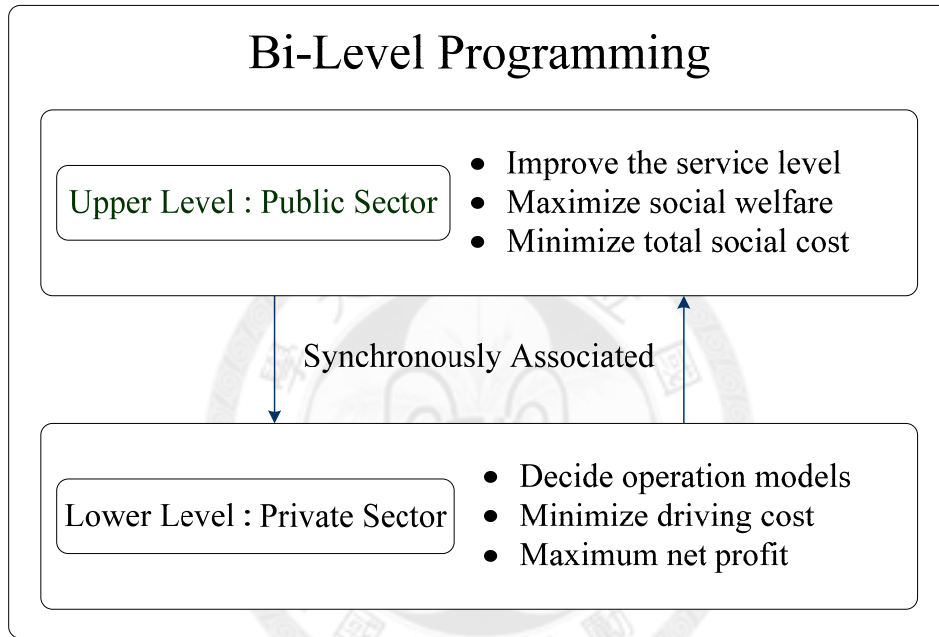 Bi-Level Programming
Upper Level : Public Sector
● Improve the service level
● Maximize social welfare
● Minimize total social cost
Synchronously Associated
Lower Level : Private Sector
● Decide operation models
● Minimize driving cost
● Maximum net profit